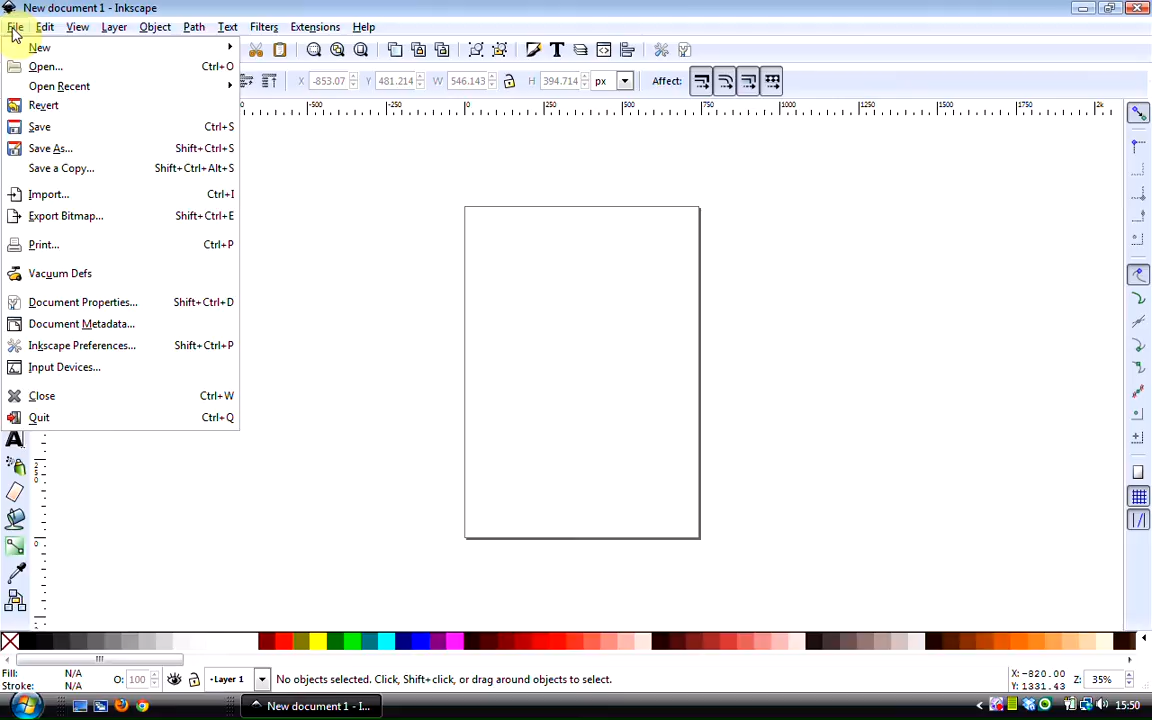 New document 1 - Inkscape
File Edit View Layer Object Path Text Filters Extensions Help
New
Open... Ctrl+O
Open Recent
Revert
Save Ctrl+S
Save As... Shift+Ctrl+S
Save a Copy... Shift+Ctrl+Alt+S
Import... Ctrl+I
Export Bitmap... Shift+Ctrl+E
Print... Ctrl+P
Vacuum Defs
Document Properties... Shift+Ctrl+D
Document Metadata...
Inkscape Preferences... Shift+Ctrl+P
Input Devices...
Close Ctrl+W
Quit Ctrl+Q
X -853.07 Y 481.214 W 546.143 H 394.714 px Affect:
-500 -250 0 250 500 750 1000 1250 1500 1750 2k
250
0
Fill: N/A
Stroke: N/A
O: 100
Layer 1
No objects selected. Click, Shift+click, or drag around objects to select.
X: -820.00
Y: 1331.43
Z: 35%
New document 1 - I...
15:50